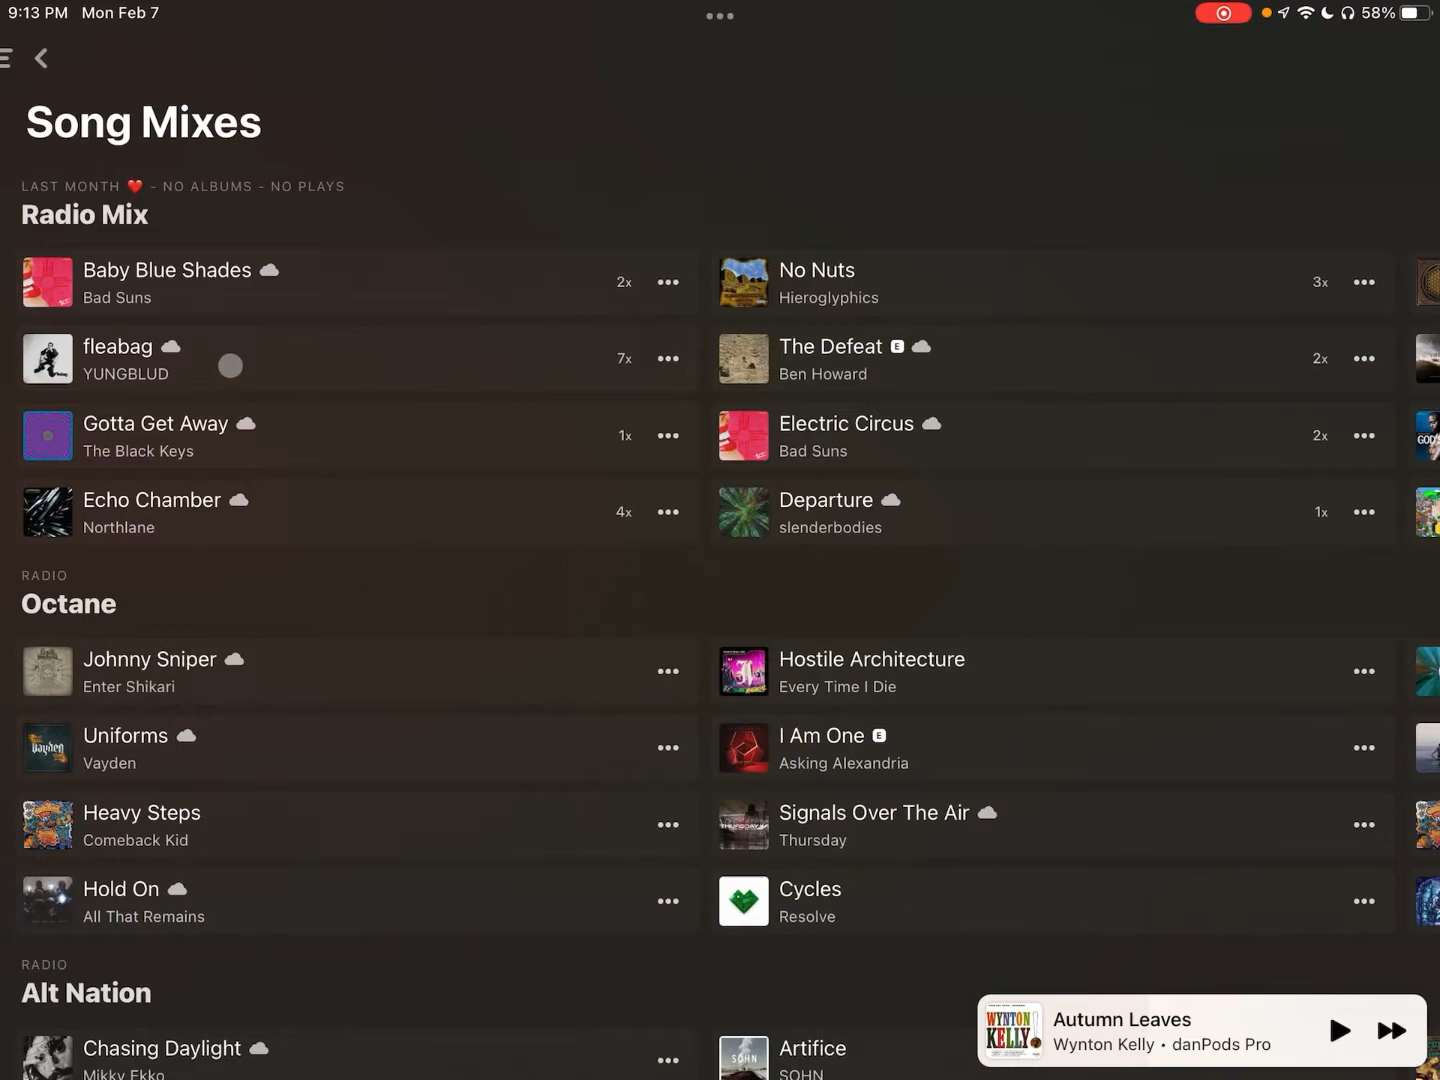 9:13 PM Mon Feb 7
58%
Song Mixes
LAST MONTH ❤️ - NO ALBUMS - NO PLAYS
Radio Mix
Baby Blue Shades
Bad Suns
2x
No Nuts
Hieroglyphics
3x
fleabag
YUNGBLUD
7x
The Defeat E
Ben Howard
2x
Gotta Get Away
The Black Keys
1x
Electric Circus
Bad Suns
2x
Echo Chamber
Northlane
4x
Departure
slenderbodies
1x
RADIO
Octane
Johnny Sniper
Enter Shikari
Hostile Architecture
Every Time I Die
Uniforms
Vayden
I Am One E
Asking Alexandria
Heavy Steps
Comeback Kid
Signals Over The Air
Thursday
Hold On
All That Remains
Cycles
Resolve
RADIO
Alt Nation
Chasing Daylight
Mikky Ekko
SOHN
Artifice
SOHN
WYNTON
KELLY!
Autumn Leaves
Wynton Kelly • danPods Pro